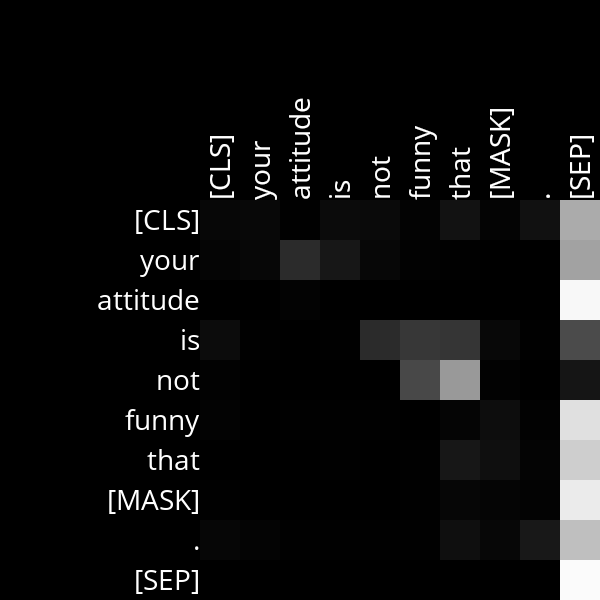 [CLS] your attitude is not funny that [MASK] . [SEP]
[CLS]
your
attitude
is
not
funny
that
[MASK]
.
[SEP]